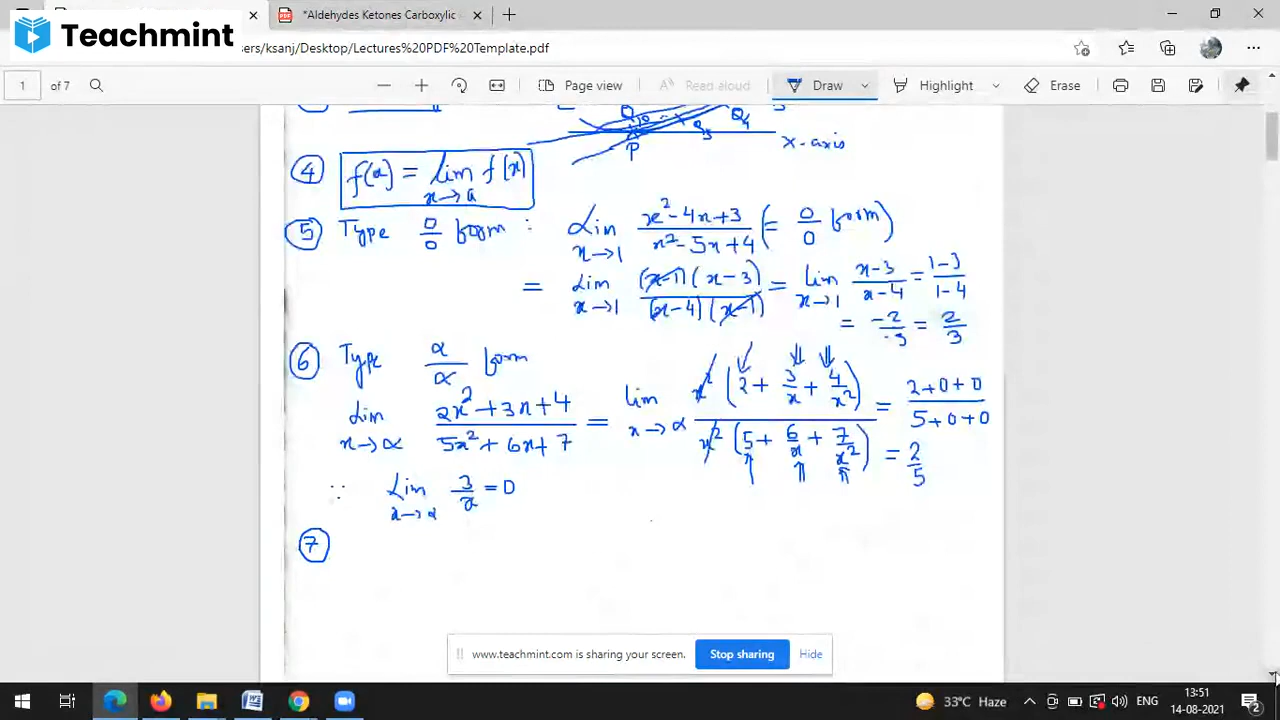 *Aldehydes Ketones Carboxylic
Teachmint
ers/ksanj/Desktop/Lectures%20PDF%20Template.pdf
1 of 7 Page view Read aloud Draw Highlight Erase
P x-axis
④ f(a) = lim x→a f(x)
⑤ Type 0/0 form : Lim x→1 (x²-4x+3)/(x²-5x+4) (= 0/0 form)
= Lim x→1 ((x-1)(x-3))/((x-4)(x-1)) = lim x→1 (x-3)/(x-4) = (1-3)/(1-4)
= -2/-3 = 2/3
⑥ Type α/α form
Lim x→α (2x²+3x+4)/(5x²+6x+7) = lim x→α x²(2+3/x+4/x²)/x²(5+6/x+7/x²) = (2+0+0)/(5+0+0)
= 2/5
∵ Lim x→α 3/x = 0
⑦
www.teachmint.com is sharing your screen. Stop sharing Hide
33°C Haze ENG 13:51
14-08-2021 2